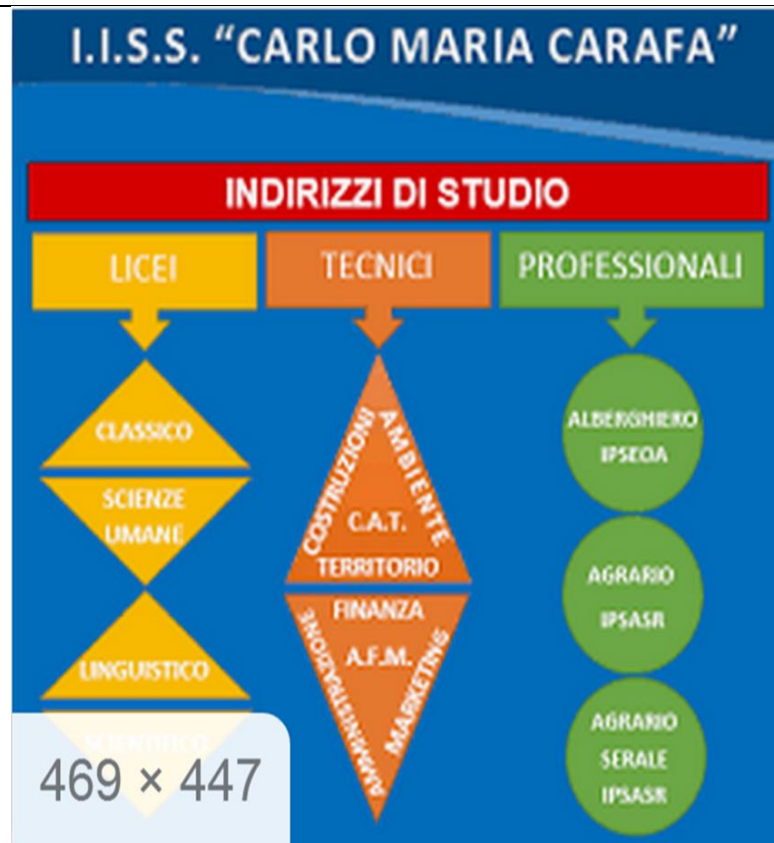 I.I.S.S. “CARLO MARIA CARAFA”
INDIRIZZI DI STUDIO
LICEI
TECNICI
PROFESSIONALI
CLASSICO
SCIENZE
UMANE
LINGUISTICO
SCIENTIFICO
COSTRUZIONI
AMBIENTE
C.A.T.
TERRITORIO
FINANZA
A.F.M.
AMMINISTRAZIONE
MARKETING
ALBERGHIERO
IPSEOA
AGRARIO
IPSASR
AGRARIO
SERALE
IPSASR
469 × 447